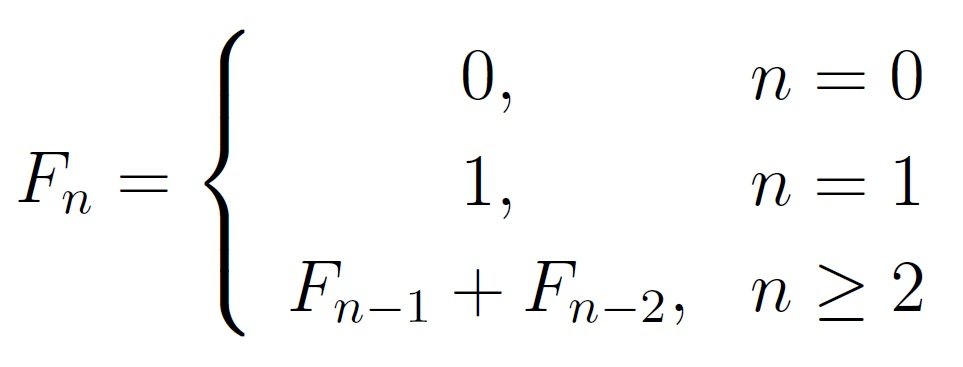 0, n = 0
F_n = { 1, n = 1
F_{n−1} + F_{n−2}, n ≥ 2